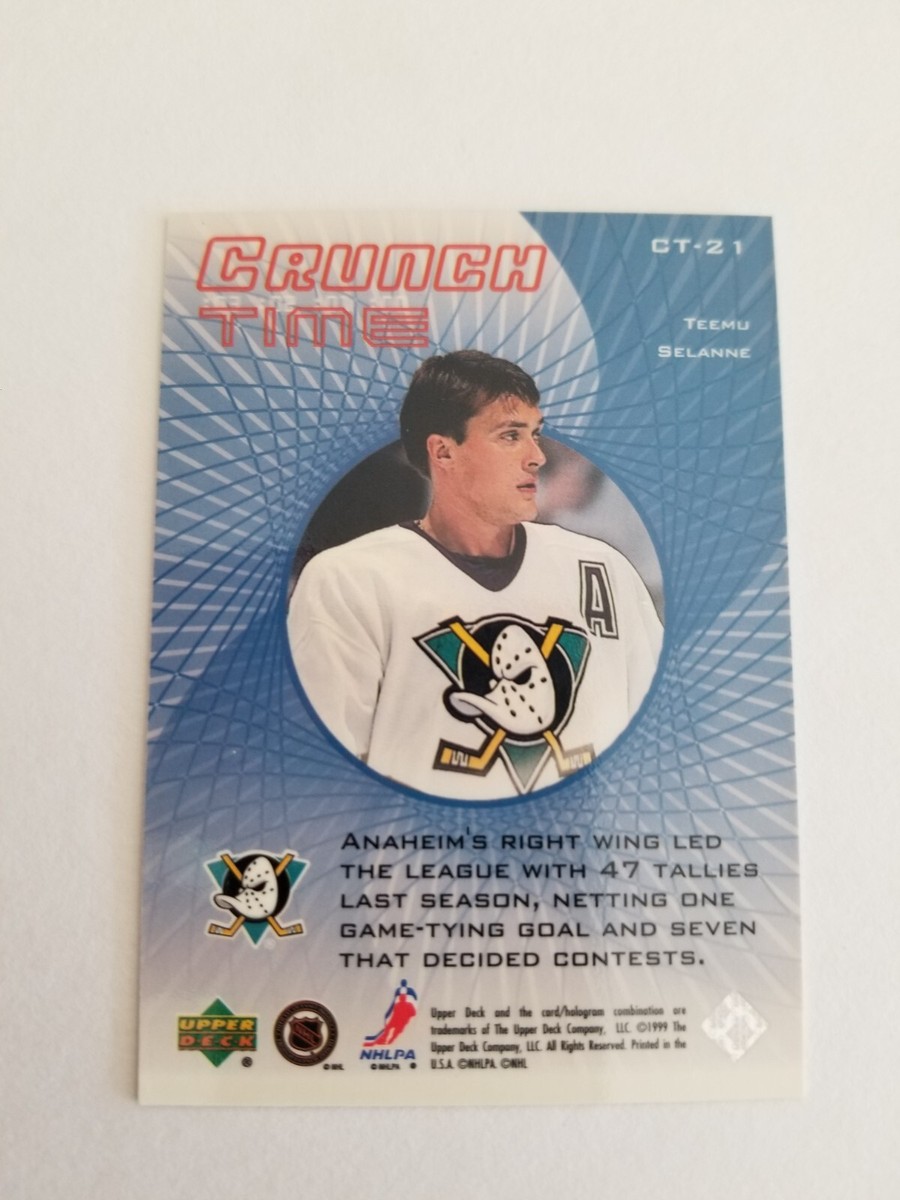 CRUNCH
TIME
CT-21
TEEMU
SELANNE
A
ANAHEIM'S RIGHT WING LED
THE LEAGUE WITH 47 TALLIES
LAST SEASON, NETTING ONE
GAME-TYING GOAL AND SEVEN
THAT DECIDED CONTESTS.
UPPER
DECK
®
NHL
©NHL
NHLPA
©NHLPA
Upper Deck and the card/hologram combination are
trademarks of The Upper Deck Company, LLC. ©1999 The
Upper Deck Company, LLC. All Rights Reserved. Printed in the
U.S.A. ©NHLPA. ©NHL